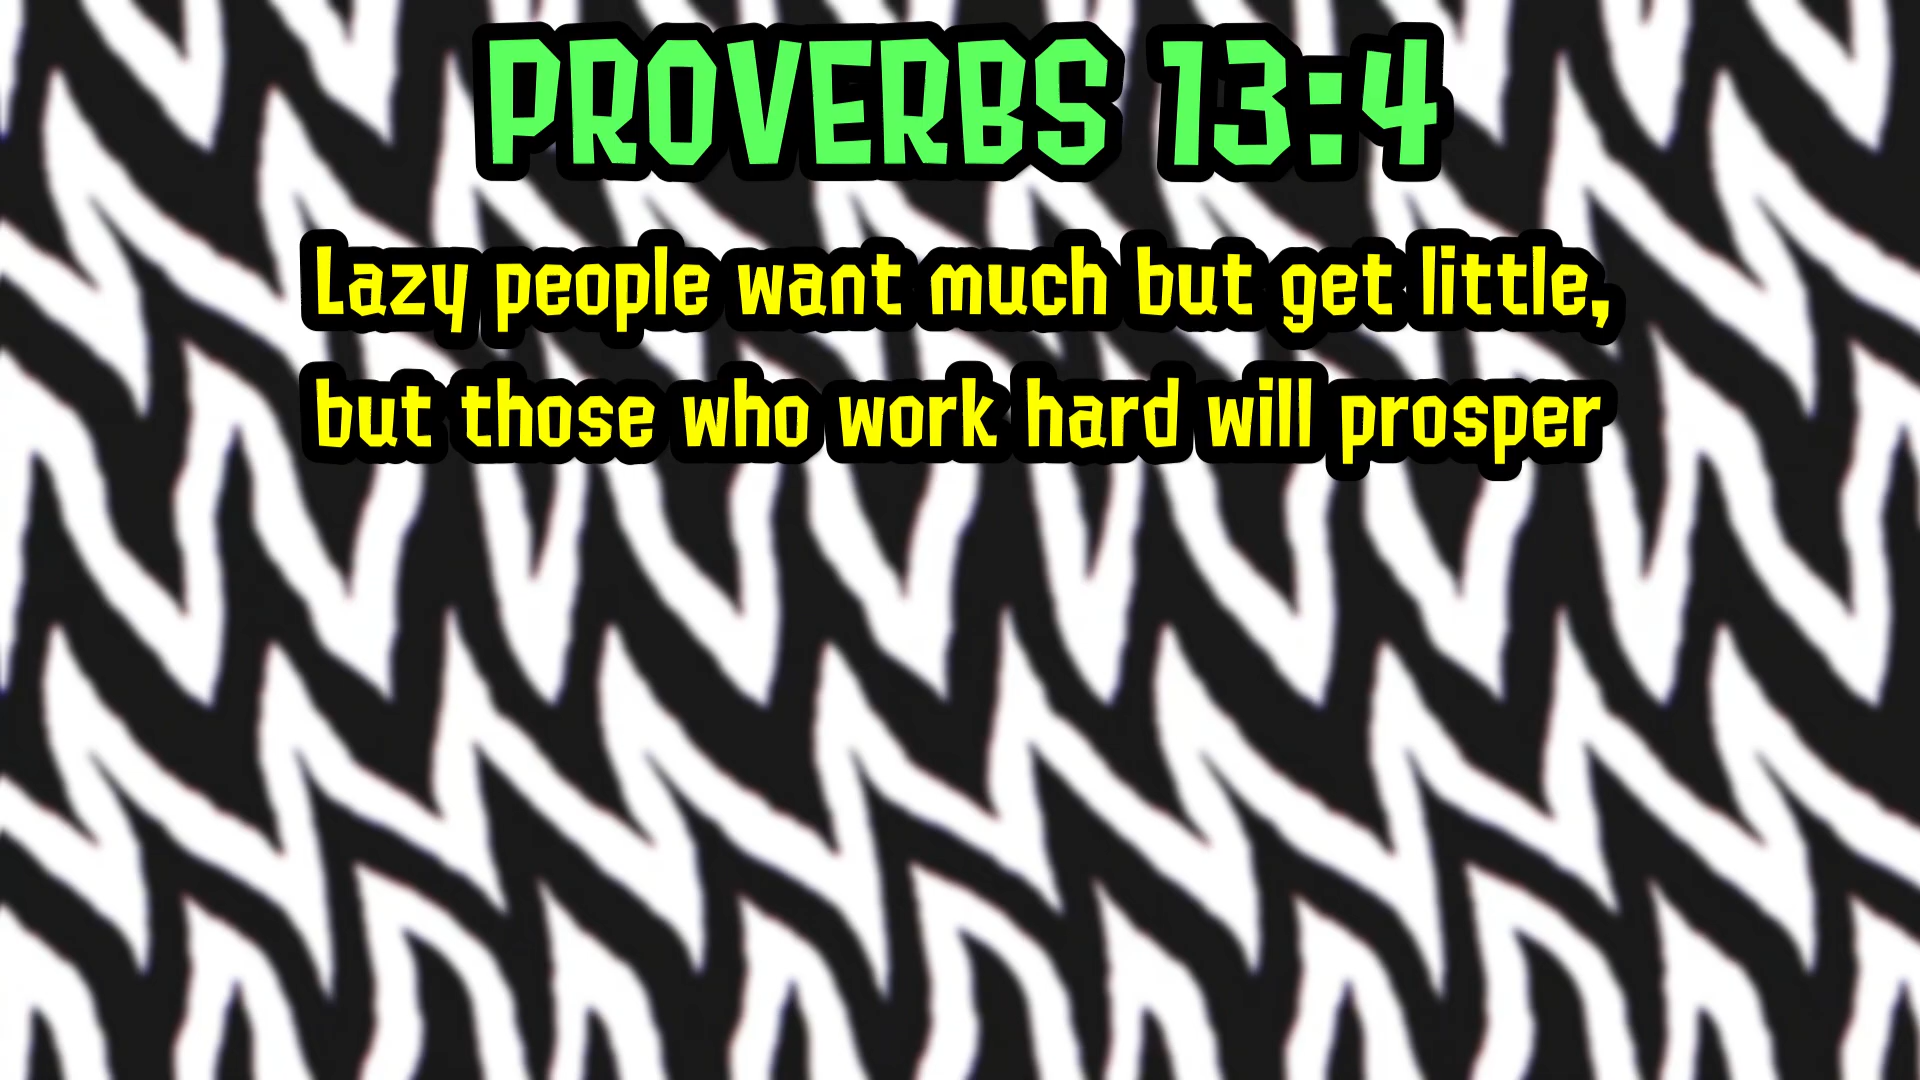 PROVERBS 13:4
Lazy people want much but get little,
but those who work hard will prosper